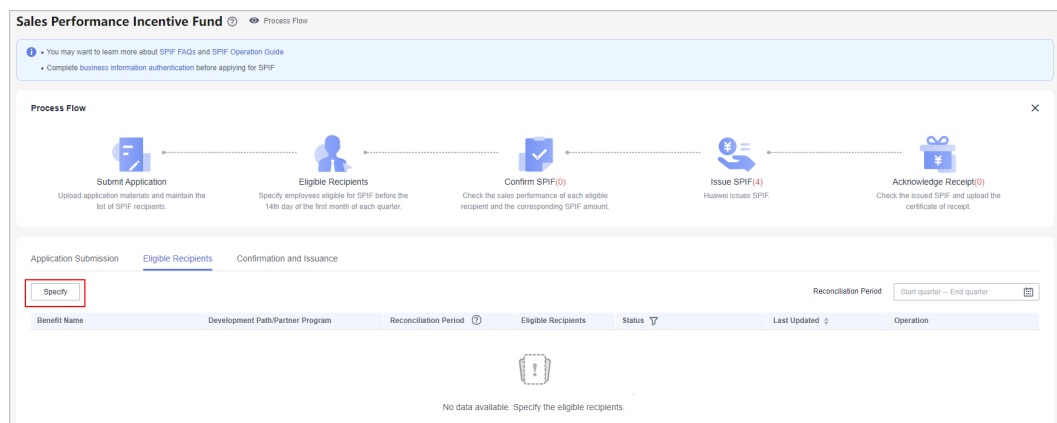 Sales Performance Incentive Fund ? Process Flow
i • You may want to learn more about SPIF FAQs and SPIF Operation Guide
• Complete business information authentication before applying for SPIF
Process Flow
Submit Application
Upload application materials and maintain the
list of SPIF recipients.
Eligible Recipients
Specify employees eligible for SPIF before the
14th day of the first month of each quarter.
Confirm SPIF(0)
Check the sales performance of each eligible
recipient and the corresponding SPIF amount.
¥
Issue SPIF(4)
Huawei issues SPIF.
¥
Acknowledge Receipt(0)
Check the issued SPIF and upload the
certificate of receipt.
Application Submission Eligible Recipients Confirmation and Issuance
Specify Reconciliation Period Start quarter – End quarter
Benefit Name Development Path/Partner Program Reconciliation Period ? Eligible Recipients Status Last Updated Operation
!
No data available. Specify the eligible recipients.